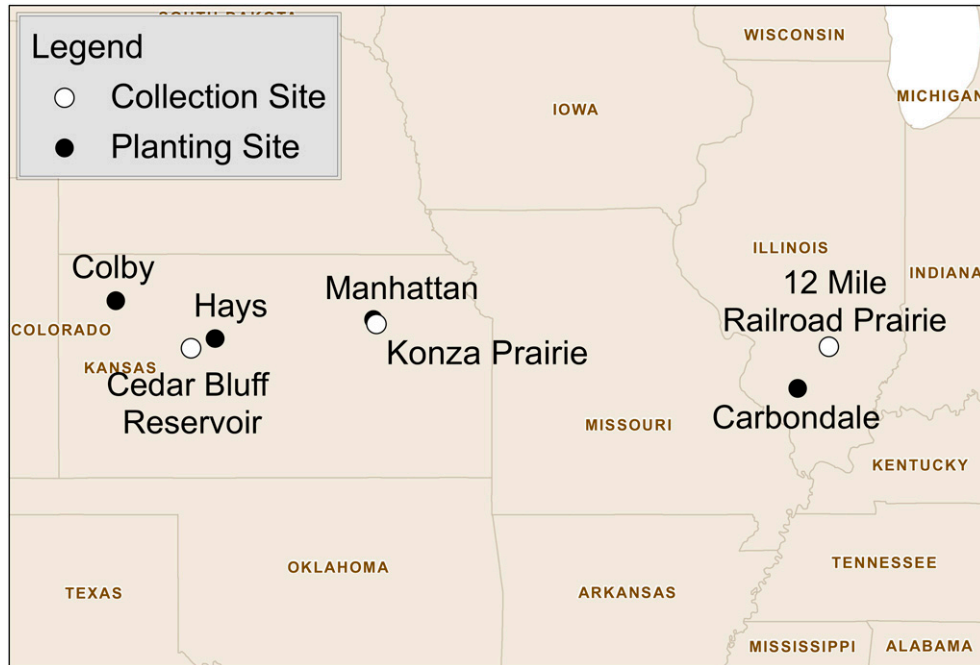 SOUTH DAKOTA
Legend
Collection Site
Planting Site
WISCONSIN
MICHIGAN
IOWA
ILLINOIS
INDIANA
Colby
Hays
Manhattan
12 Mile
Railroad Prairie
COLORADO
KANSAS
Konza Prairie
Cedar Bluff
Reservoir
Carbondale
MISSOURI
KENTUCKY
OKLAHOMA
TENNESSEE
TEXAS
ARKANSAS
MISSISSIPPI
ALABAMA